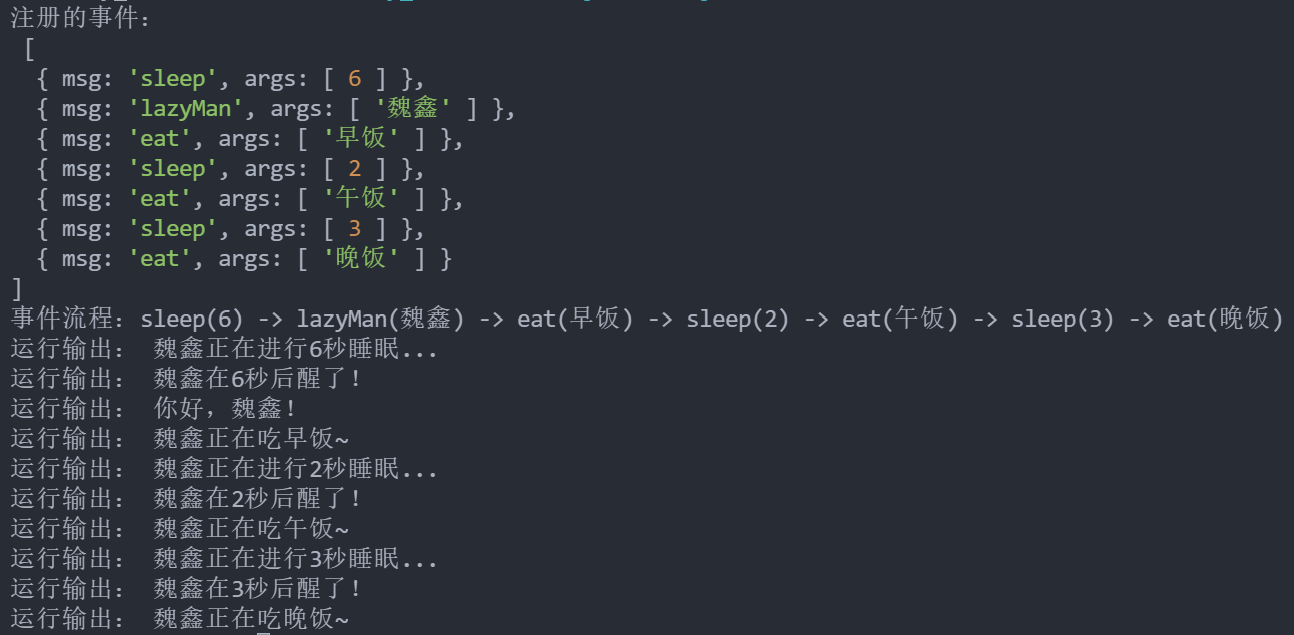 注册的事件：
[
{ msg: 'sleep', args: [ 6 ] },
{ msg: 'lazyMan', args: [ '魏鑫' ] },
{ msg: 'eat', args: [ '早饭' ] },
{ msg: 'sleep', args: [ 2 ] },
{ msg: 'eat', args: [ '午饭' ] },
{ msg: 'sleep', args: [ 3 ] },
{ msg: 'eat', args: [ '晚饭' ] }
]
事件流程：sleep(6) -> lazyMan(魏鑫) -> eat(早饭) -> sleep(2) -> eat(午饭) -> sleep(3) -> eat(晚饭)
运行输出： 魏鑫正在进行6秒睡眠...
运行输出： 魏鑫在6秒后醒了！
运行输出： 你好，魏鑫！
运行输出： 魏鑫正在吃早饭~
运行输出： 魏鑫正在进行2秒睡眠...
运行输出： 魏鑫在2秒后醒了！
运行输出： 魏鑫正在吃午饭~
运行输出： 魏鑫正在进行3秒睡眠...
运行输出： 魏鑫在3秒后醒了！
运行输出： 魏鑫正在吃晚饭~